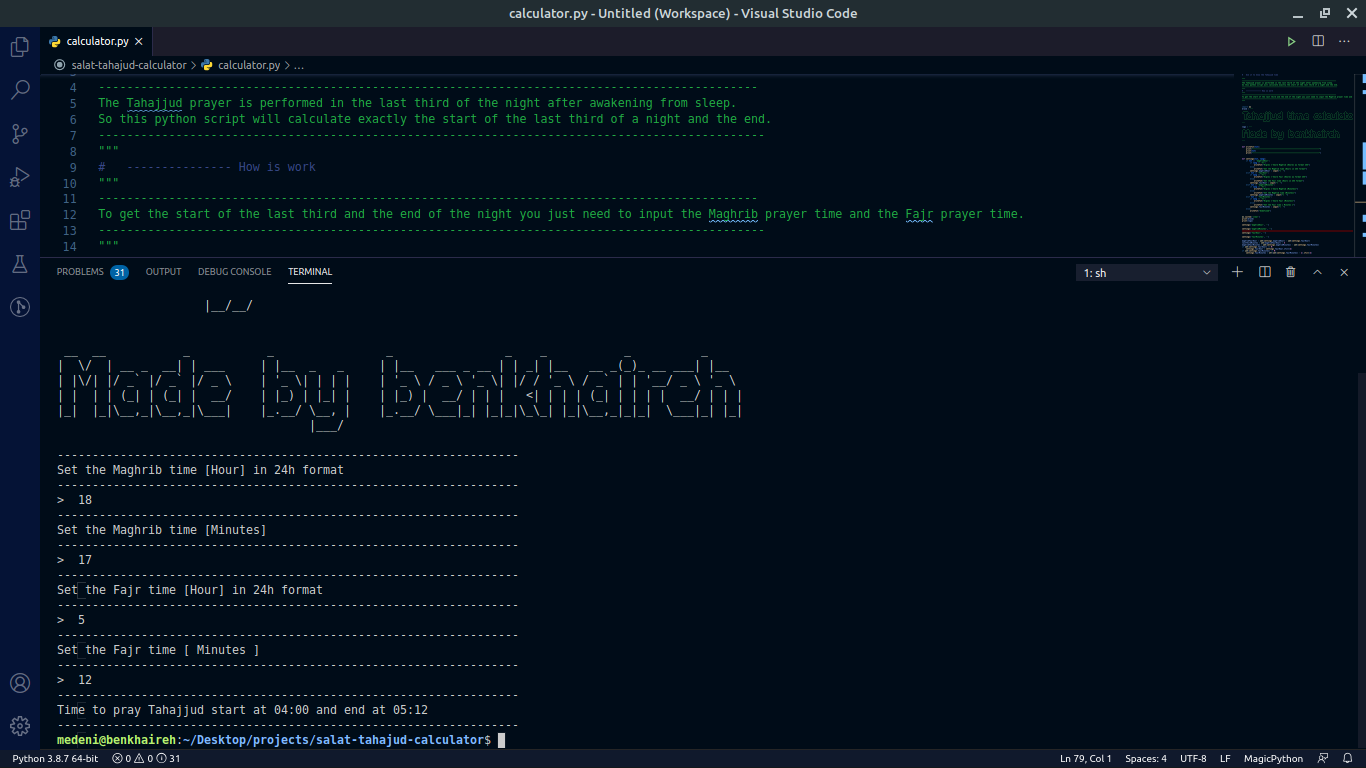 calculator.py - Untitled (Workspace) - Visual Studio Code
calculator.py
salat-tahajud-calculator > calculator.py > ...
4 ----------------------------------------------------------------------------------------------
5 The Tahajjud prayer is performed in the last third of the night after awakening from sleep.
6 So this python script will calculate exactly the start of the last third of a night and the end.
7 -----------------------------------------------------------------------------------------------
8 """
9 #   --------------- How is work
10 """
11 ----------------------------------------------------------------------------------------------
12 To get the start of the last third and the end of the night you just need to input the Maghrib prayer time and the Fajr prayer time.
13 -----------------------------------------------------------------------------------------------
14 """
PROBLEMS 31 OUTPUT DEBUG CONSOLE TERMINAL 1: sh
Made by benkhaireh
------------------------------------------------------------------
Set the Maghrib time [Hour] in 24h format
------------------------------------------------------------------
>  18
------------------------------------------------------------------
Set the Maghrib time [Minutes]
------------------------------------------------------------------
>  17
------------------------------------------------------------------
Set the Fajr time [Hour] in 24h format
------------------------------------------------------------------
>  5
------------------------------------------------------------------
Set the Fajr time [ Minutes ]
------------------------------------------------------------------
>  12
------------------------------------------------------------------
Time to pray Tahajjud start at 04:00 and end at 05:12
------------------------------------------------------------------
medeni@benkhaireh:~/Desktop/projects/salat-tahajud-calculator$
Python 3.8.7 64-bit 0 0 31 Ln 79, Col 1 Spaces: 4 UTF-8 LF MagicPython